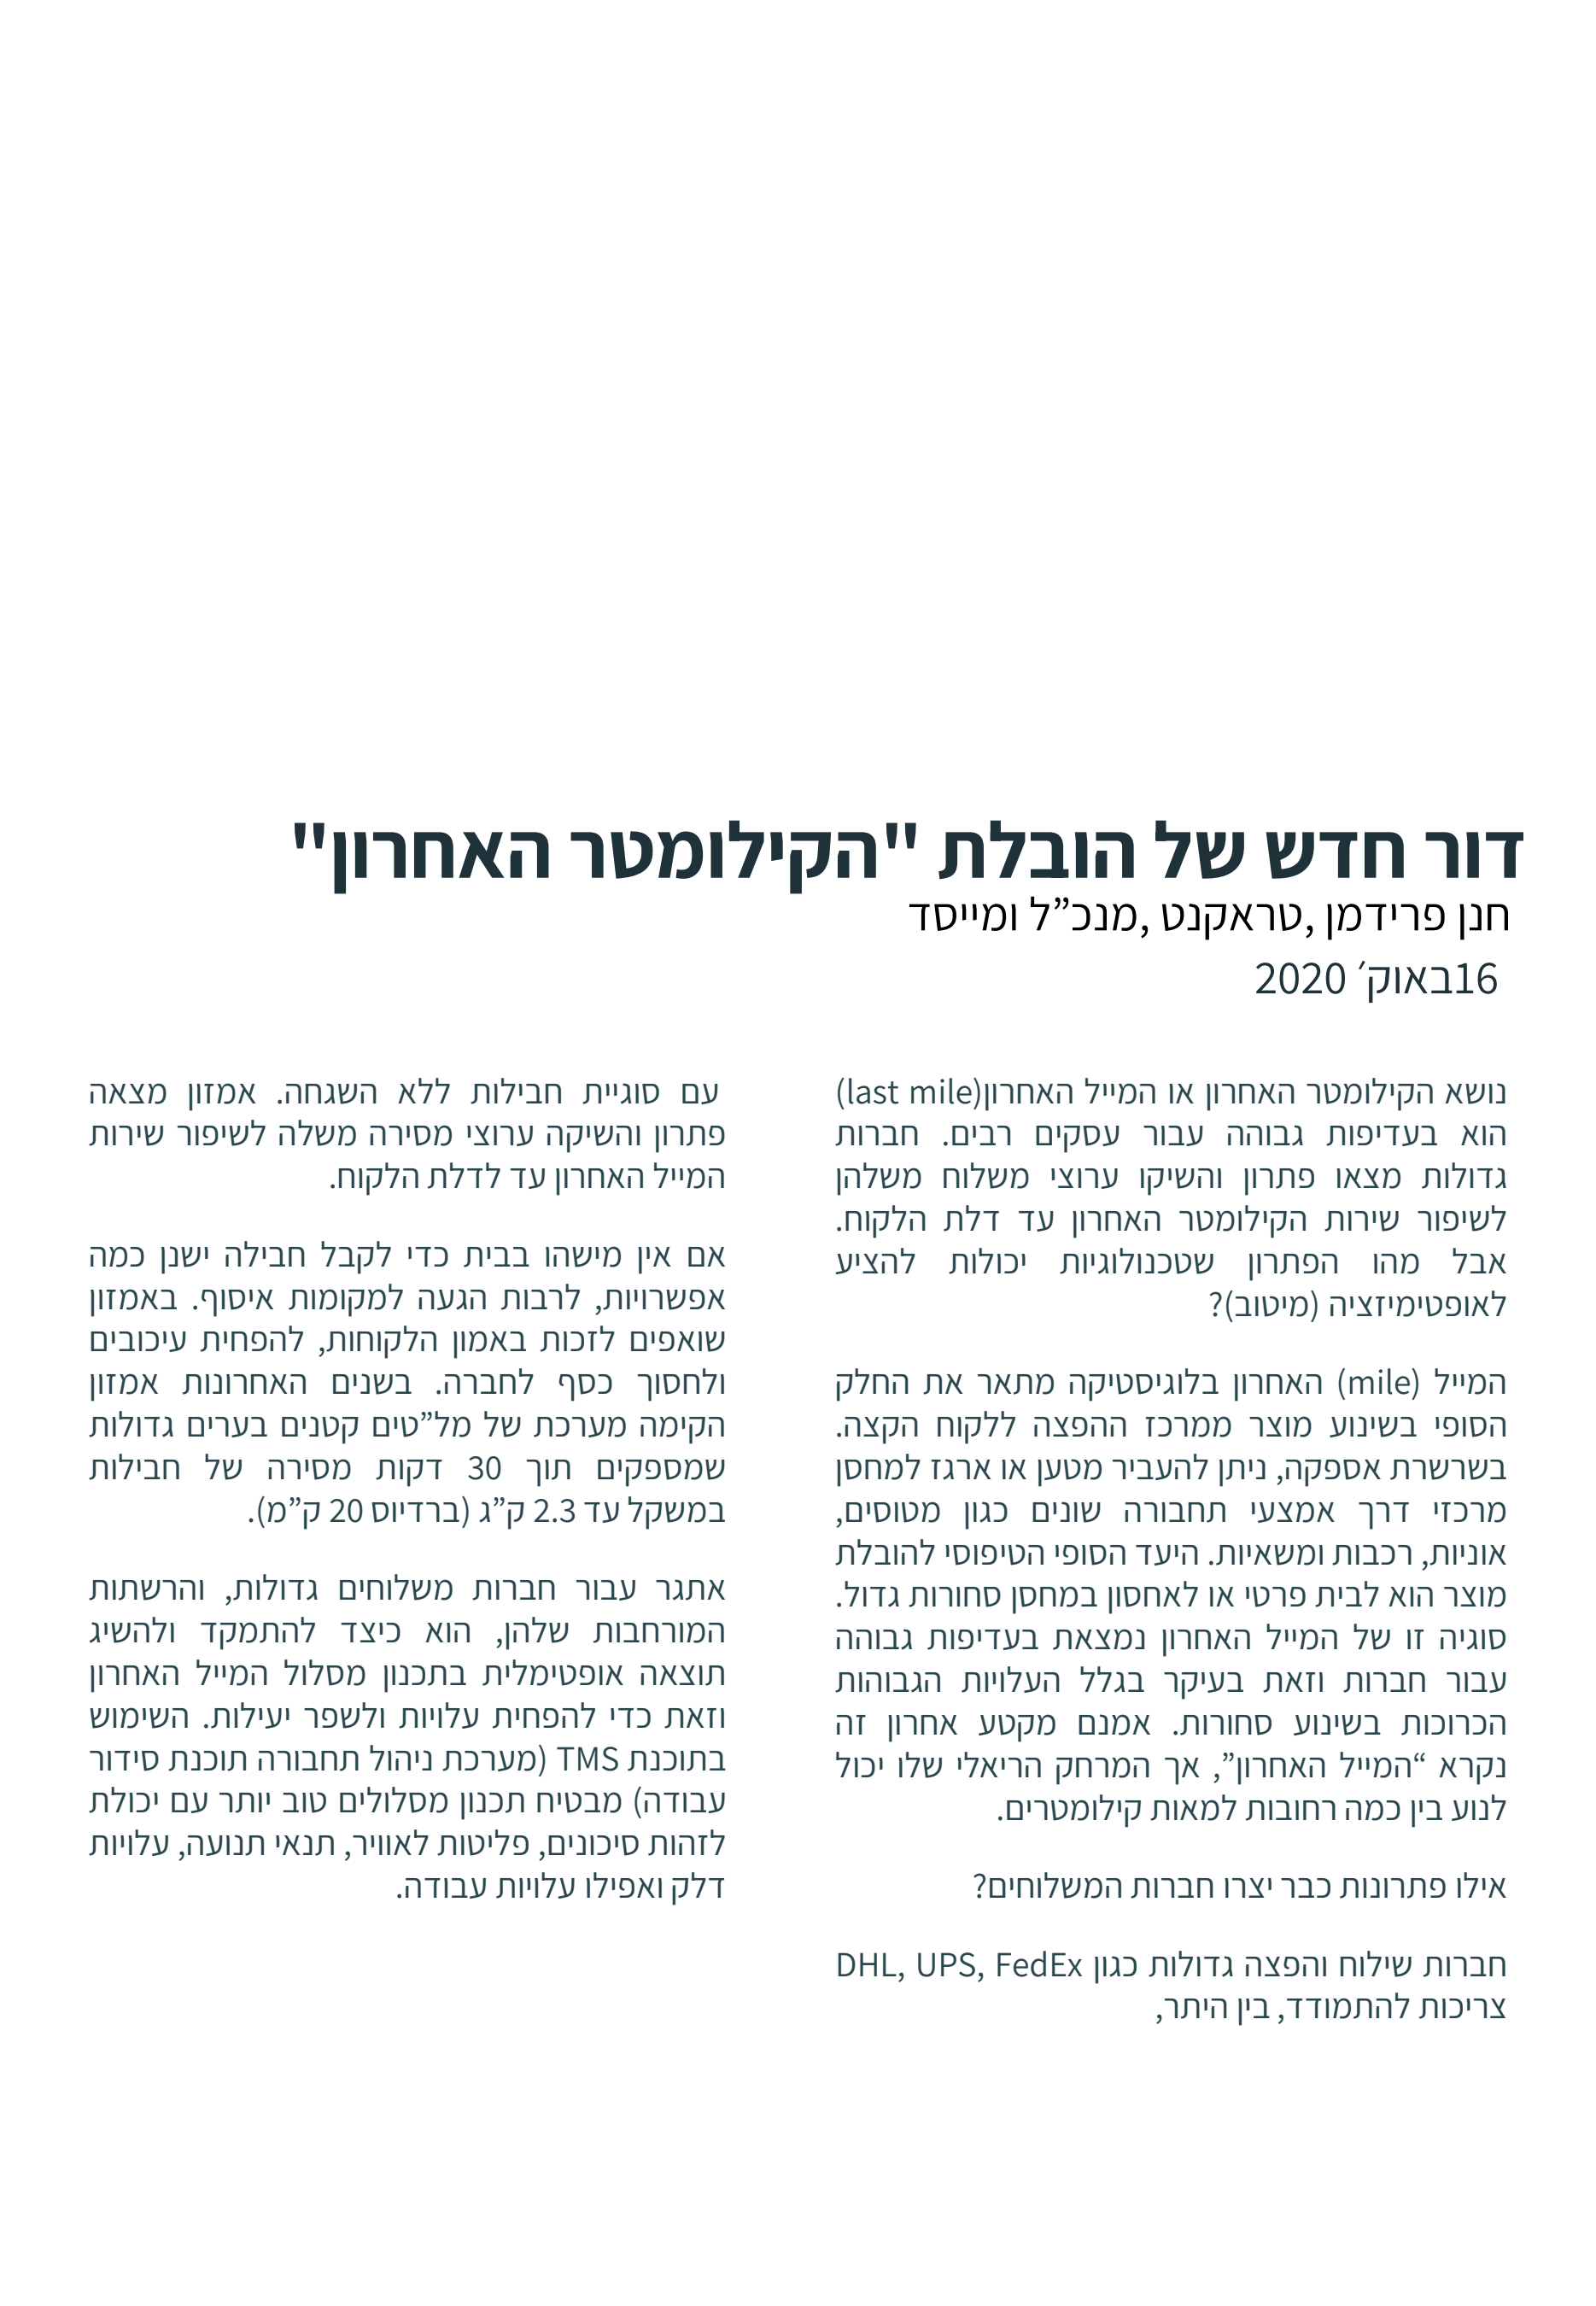 דור חדש של הובלת "הקילומטר האחרון"
חנן פרידמן ,טראקנט ,מנכ”ל ומייסד
16באוק׳ 2020
נושא הקילומטר האחרון או המייל האחרון(last mile)
הוא בעדיפות גבוהה עבור עסקים רבים. חברות
גדולות מצאו פתרון והשיקו ערוצי משלוח משלהן
לשיפור שירות הקילומטר האחרון עד דלת הלקוח.
אבל מהו הפתרון שטכנולוגיות יכולות להציע
לאופטימיזציה (מיטוב)?
המייל (mile) האחרון בלוגיסטיקה מתאר את החלק
הסופי בשינוע מוצר ממרכז ההפצה ללקוח הקצה.
בשרשרת אספקה, ניתן להעביר מטען או ארגז למחסן
מרכזי דרך אמצעי תחבורה שונים כגון מטוסים,
אוניות, רכבות ומשאיות. היעד הסופי הטיפוסי להובלת
מוצר הוא לבית פרטי או לאחסון במחסן סחורות גדול.
סוגיה זו של המייל האחרון נמצאת בעדיפות גבוהה
עבור חברות וזאת בעיקר בגלל העלויות הגבוהות
הכרוכות בשינוע סחורות. אמנם מקטע אחרון זה
נקרא “המייל האחרון”, אך המרחק הריאלי שלו יכול
לנוע בין כמה רחובות למאות קילומטרים.
אילו פתרונות כבר יצרו חברות המשלוחים?
חברות שילוח והפצה גדולות כגון DHL, UPS, FedEx
צריכות להתמודד, בין היתר,
עם סוגיית חבילות ללא השגחה. אמזון מצאה
פתרון והשיקה ערוצי מסירה משלה לשיפור שירות
המייל האחרון עד לדלת הלקוח.
אם אין מישהו בבית כדי לקבל חבילה ישנן כמה
אפשרויות, לרבות הגעה למקומות איסוף. באמזון
שואפים לזכות באמון הלקוחות, להפחית עיכובים
ולחסוך כסף לחברה. בשנים האחרונות אמזון
הקימה מערכת של מל”טים קטנים בערים גדולות
שמספקים תוך 30 דקות מסירה של חבילות
במשקל עד 2.3 ק”ג (ברדיוס 20 ק”מ).
אתגר עבור חברות משלוחים גדולות, והרשתות
המורחבות שלהן, הוא כיצד להתמקד ולהשיג
תוצאה אופטימלית בתכנון מסלול המייל האחרון
וזאת כדי להפחית עלויות ולשפר יעילות. השימוש
בתוכנת TMS (מערכת ניהול תחבורה תוכנת סידור
עבודה) מבטיח תכנון מסלולים טוב יותר עם יכולת
לזהות סיכונים, פליטות לאוויר, תנאי תנועה, עלויות
דלק ואפילו עלויות עבודה.